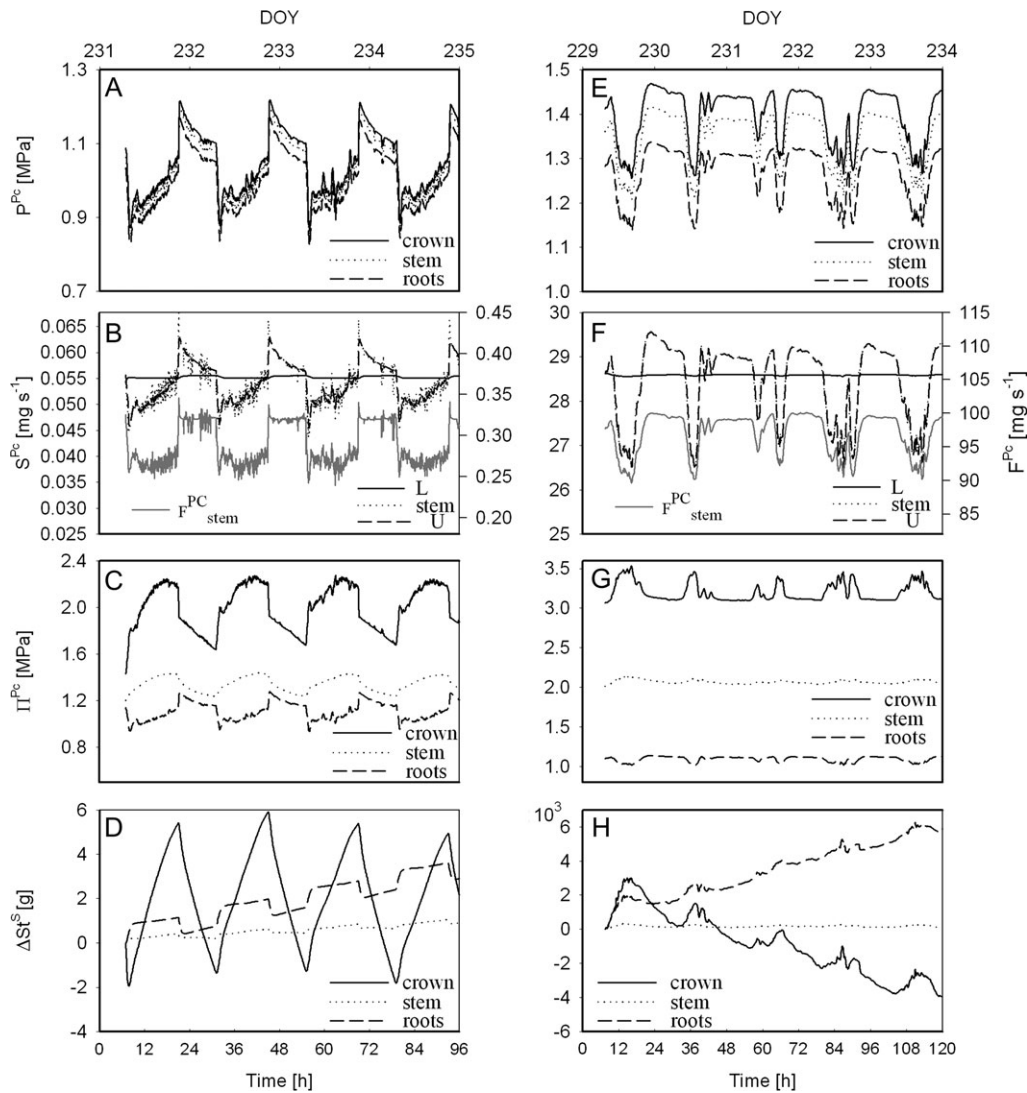 DOY
231 232 233 234 235
A
1.3
1.1
0.9
0.7
P^Pc [MPa]
crown
stem
roots
B
0.065
0.060
0.055
0.050
0.045
0.040
0.035
0.030
0.025
S^Pc [mg s⁻¹]
0.45
0.40
0.35
0.30
0.25
0.20
F^PC_stem
L
stem
U
C
2.4
2.0
1.6
1.2
0.8
Π^Pc [MPa]
crown
stem
roots
D
6
4
2
0
-2
-4
ΔSt^S [g]
crown
stem
roots
0 12 24 36 48 60 72 84 96
Time [h]
DOY
229 230 231 232 233 234
E
1.5
1.4
1.3
1.2
1.1
1.0
crown
stem
roots
F
30
29
28
27
26
25
115
110
105
100
95
90
85
F^Pc [mg s⁻¹]
F^PC_stem
L
stem
U
G
3.5
3.0
2.5
2.0
1.5
1.0
crown
stem
roots
H
10³
6
4
2
0
-2
-4
-6
crown
stem
roots
0 12 24 36 48 60 72 84 96 108 120
Time [h]